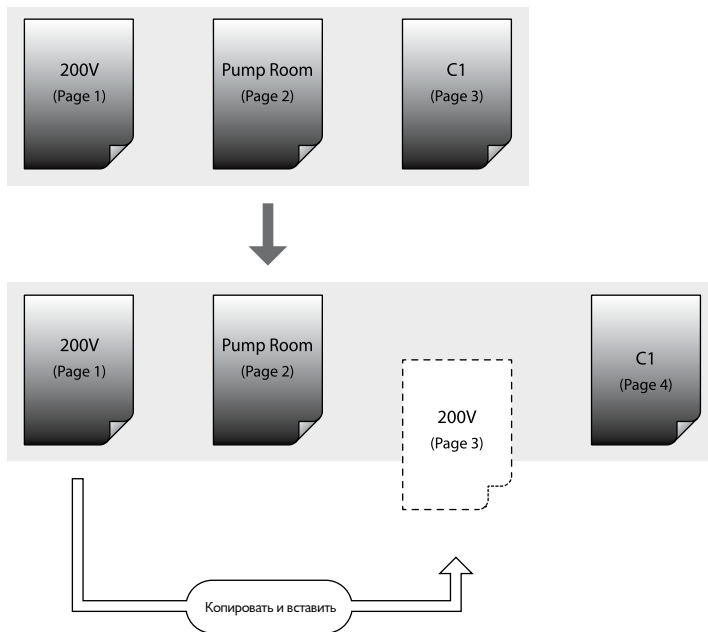 200V
(Page 1)
Pump Room
(Page 2)
C1
(Page 3)
200V
(Page 1)
Pump Room
(Page 2)
200V
(Page 3)
C1
(Page 4)
Копировать и вставить